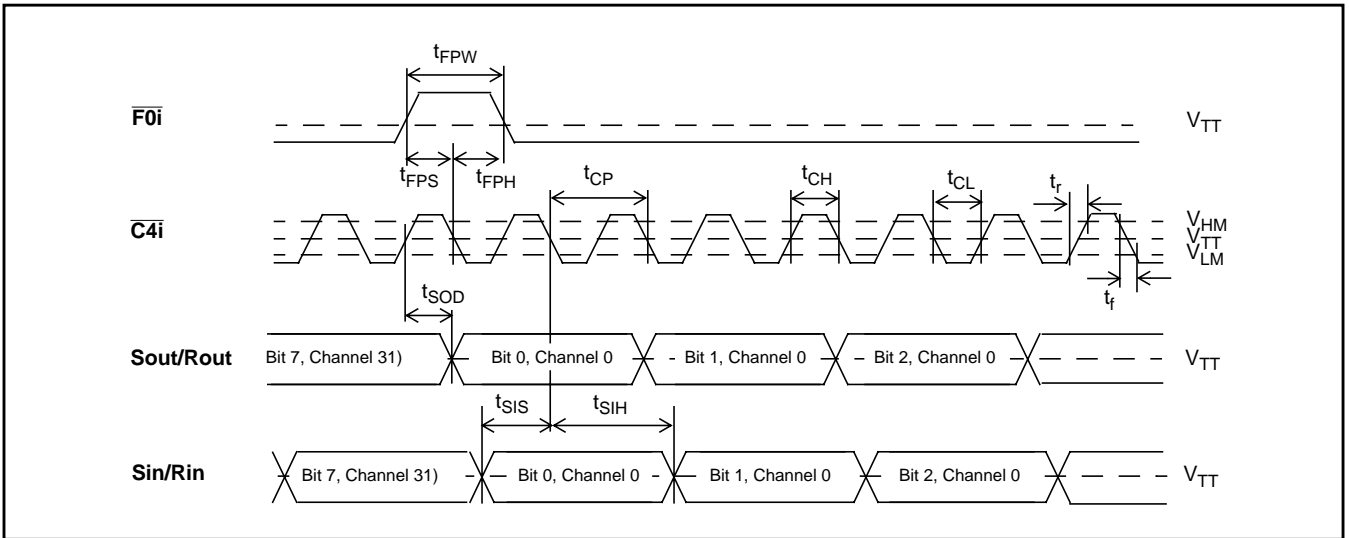 tFPW
F0i
VTT
tFPS
tFPH
tCP
tCH
tCL
tr
C4i
VHM
VTT
VLM
tf
tSOD
Sout/Rout
Bit 7, Channel 31)
Bit 0, Channel 0
Bit 1, Channel 0
Bit 2, Channel 0
VTT
tSIS
tSIH
Sin/Rin
Bit 7, Channel 31)
Bit 0, Channel 0
Bit 1, Channel 0
Bit 2, Channel 0
VTT